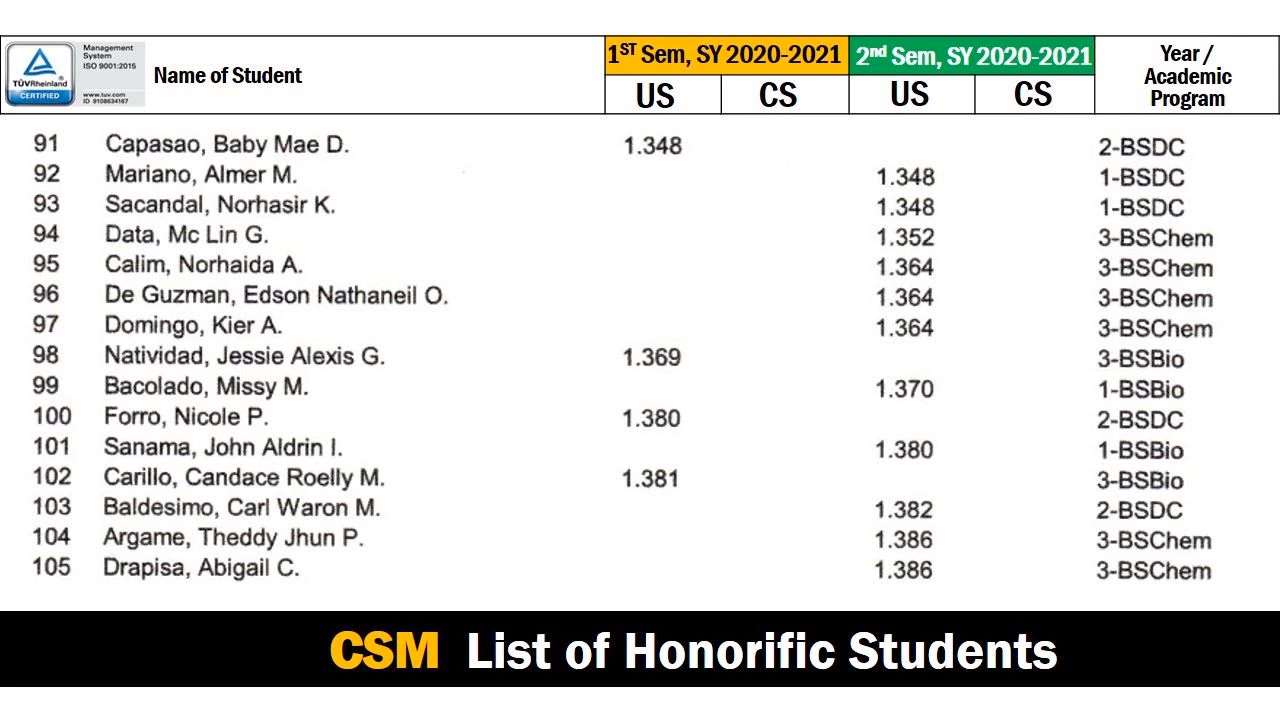 Management
System
ISO 9001:2015
TÜVRheinland®
CERTIFIED
www.tuv.com
ID 9108634167
Name of Student
1ST Sem, SY 2020-2021
2nd Sem, SY 2020-2021
US CS US CS
Year /
Academic
Program
91 Capasao, Baby Mae D. 1.348 2-BSDC
92 Mariano, Almer M. 1.348 1-BSDC
93 Sacandal, Norhasir K. 1.348 1-BSDC
94 Data, Mc Lin G. 1.352 3-BSChem
95 Calim, Norhaida A. 1.364 3-BSChem
96 De Guzman, Edson Nathaneil O. 1.364 3-BSChem
97 Domingo, Kier A. 1.364 3-BSChem
98 Natividad, Jessie Alexis G. 1.369 3-BSBio
99 Bacolado, Missy M. 1.370 1-BSBio
100 Forro, Nicole P. 1.380 2-BSDC
101 Sanama, John Aldrin I. 1.380 1-BSBio
102 Carillo, Candace Roelly M. 1.381 3-BSBio
103 Baldesimo, Carl Waron M. 1.382 2-BSDC
104 Argame, Theddy Jhun P. 1.386 3-BSChem
105 Drapisa, Abigail C. 1.386 3-BSChem
CSM List of Honorific Students